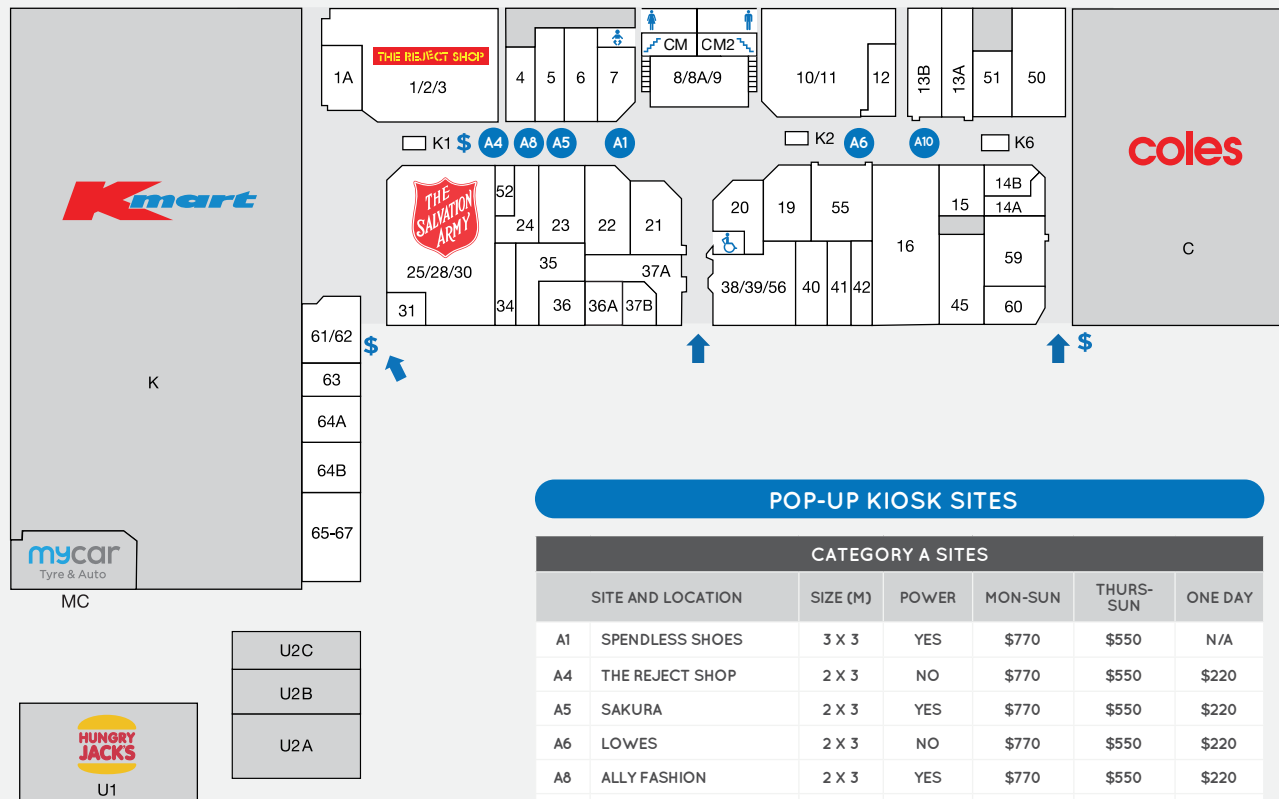 THE REJECT SHOP
1A
1/2/3
4
5
6
7
CM
CM2
8/8A/9
10/11
12
13B
13A
51
50
K1
$
A4
A8
A5
A1
K2
A6
A10
K6
Kmart
K
coles
C
THE
SALVATION
ARMY
25/28/30
31
52
24
23
22
21
35
34
36
36A
37A
37B
20
19
55
16
15
14B
14A
59
60
45
38/39/56
40
41
42
61/62
$
$
63
64A
64B
65-67
mycar
Tyre & Auto
MC
U2C
U2B
U2A
HUNGRY
JACK'S
U1
POP-UP KIOSK SITES
CATEGORY A SITES
SITE AND LOCATION SIZE (M) POWER MON-SUN THURS-SUN ONE DAY
A1 SPENDLESS SHOES 3 X 3 YES $770 $550 N/A
A4 THE REJECT SHOP 2 X 3 NO $770 $550 $220
A5 SAKURA 2 X 3 YES $770 $550 $220
A6 LOWES 2 X 3 NO $770 $550 $220
A8 ALLY FASHION 2 X 3 YES $770 $550 $220